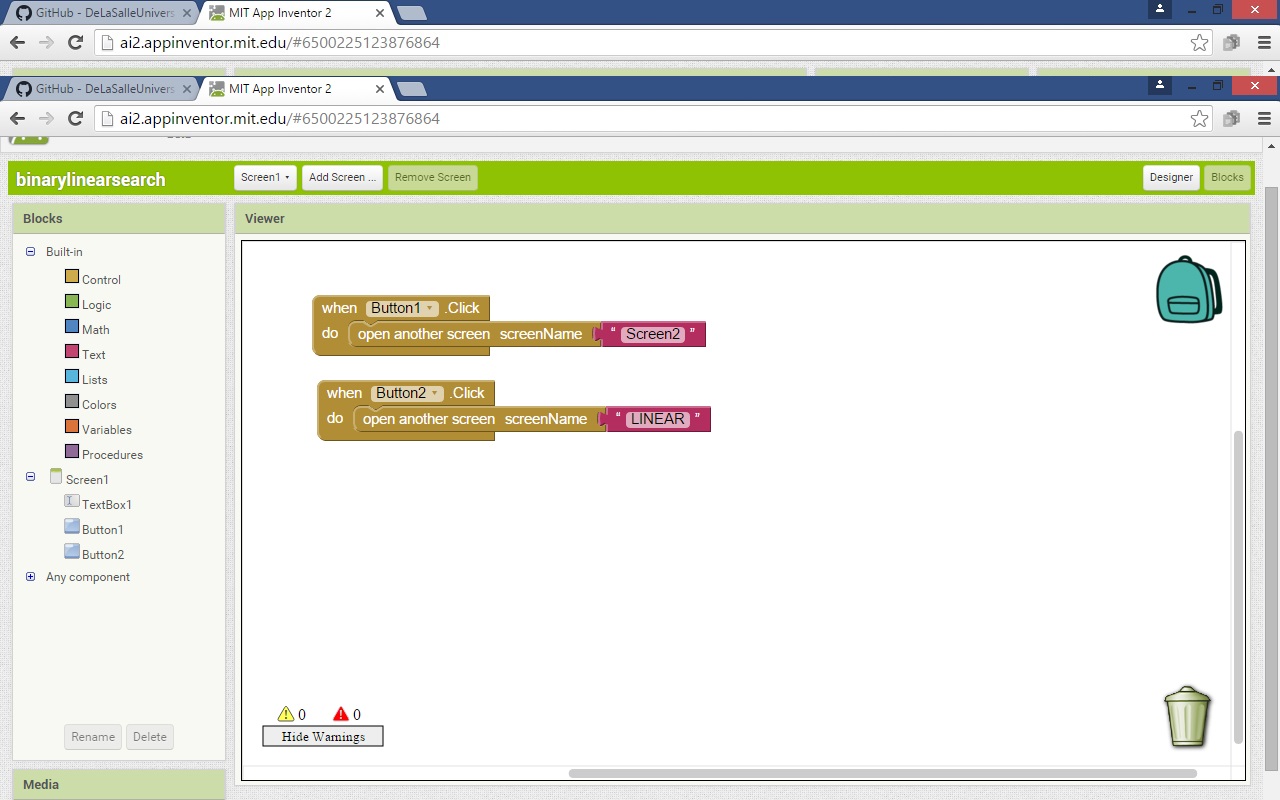 GitHub - DeLaSalleUnivers
MIT App Inventor 2
ai2.appinventor.mit.edu/#6500225123876864
GitHub - DeLaSalleUnivers
MIT App Inventor 2
ai2.appinventor.mit.edu/#6500225123876864
binarylinearsearch
Screen1
Add Screen ...
Remove Screen
Designer
Blocks
Blocks
Viewer
Built-in
Control
Logic
Math
Text
Lists
Colors
Variables
Procedures
Screen1
TextBox1
Button1
Button2
Any component
Rename
Delete
Media
when Button1 .Click
do open another screen screenName “ Screen2 ”
when Button2 .Click
do open another screen screenName “ LINEAR ”
0
0
Hide Warnings